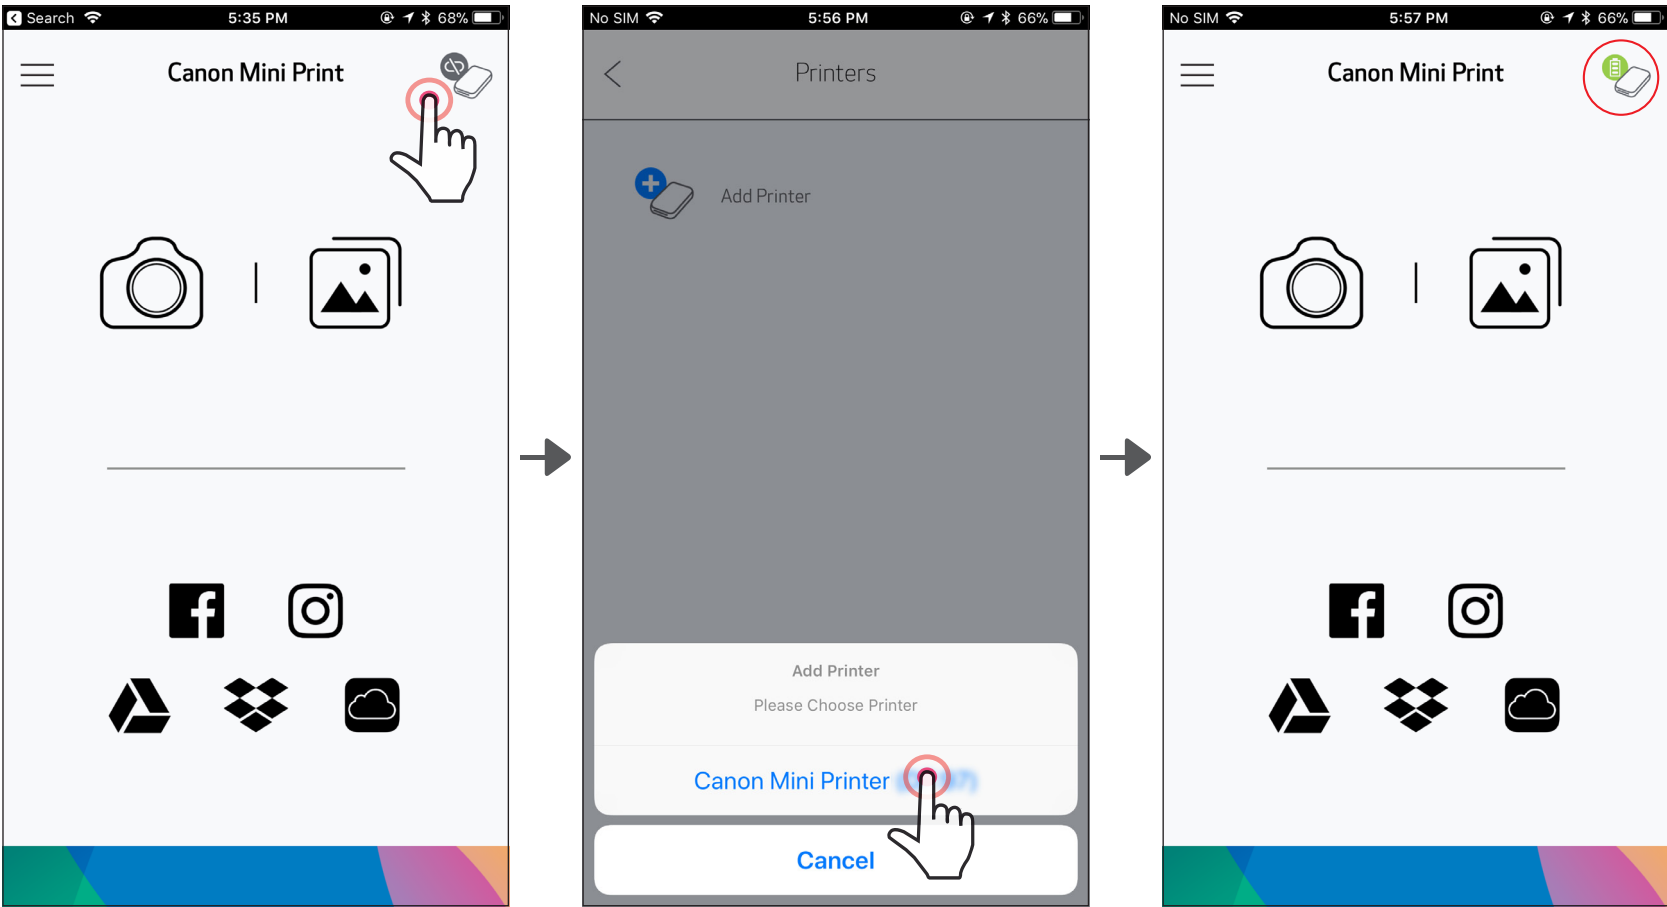 Search 5:35 PM 68%
Canon Mini Print
No SIM 5:56 PM 66%
Printers
Add Printer
Add Printer
Please Choose Printer
Canon Mini Printer
Cancel
No SIM 5:57 PM 66%
Canon Mini Print